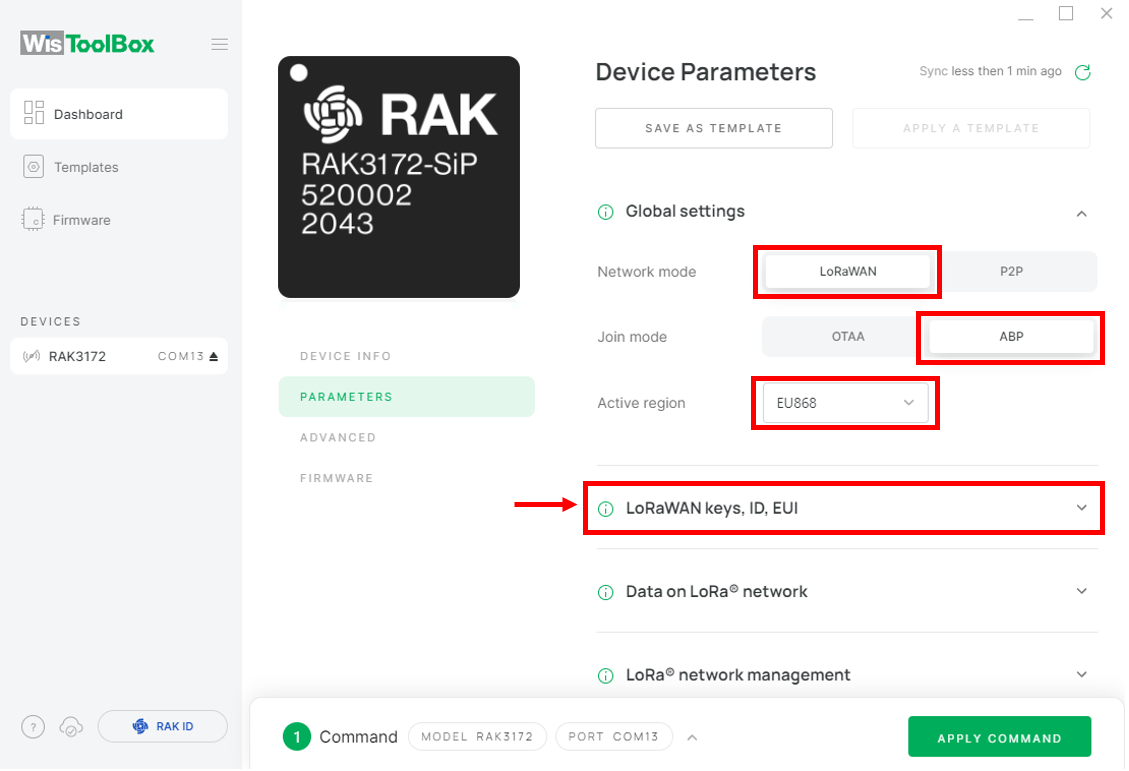 WisToolBox
Dashboard
Templates
Firmware
DEVICES
RAK3172 COM13
? RAK ID
RAK
RAK3172-SiP
520002
2043
DEVICE INFO
PARAMETERS
ADVANCED
FIRMWARE
Device Parameters
Sync less then 1 min ago
SAVE AS TEMPLATE APPLY A TEMPLATE
Global settings
Network mode LoRaWAN P2P
Join mode OTAA ABP
Active region EU868
LoRaWAN keys, ID, EUI
Data on LoRa® network
LoRa® network management
1 Command MODEL RAK3172 PORT COM13 APPLY COMMAND